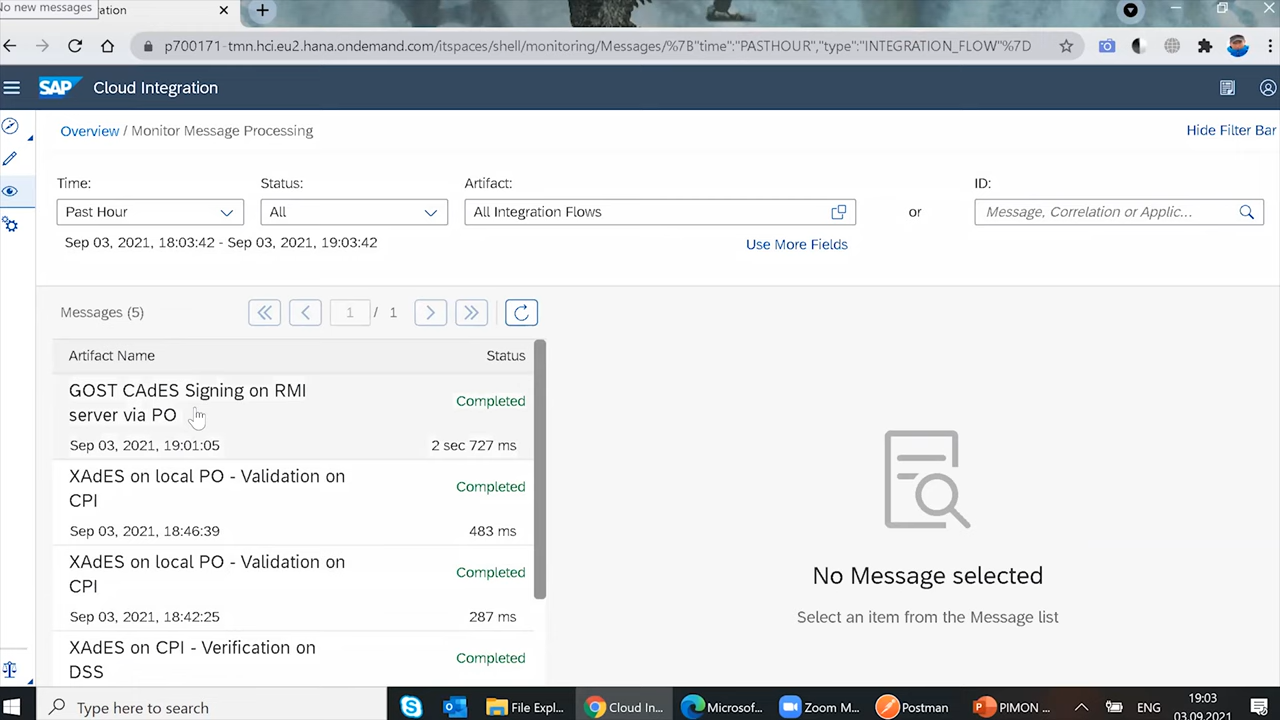 No new messages
ation
p700171-tmn.hci.eu2.hana.ondemand.com/itspaces/shell/monitoring/Messages/%7B"time":"PASTHOUR","type":"INTEGRATION_FLOW"%7D
SAP Cloud Integration
Overview / Monitor Message Processing
Hide Filter Bar
Time:
Status:
Artifact:
ID:
Past Hour
All
All Integration Flows
or
Message, Correlation or Applic...
Sep 03, 2021, 18:03:42 - Sep 03, 2021, 19:03:42
Use More Fields
Messages (5)
1 / 1
Artifact Name
Status
GOST CAdES Signing on RMI
server via PO
Completed
Sep 03, 2021, 19:01:05
2 sec 727 ms
XAdES on local PO - Validation on
CPI
Completed
Sep 03, 2021, 18:46:39
483 ms
XAdES on local PO - Validation on
CPI
Completed
Sep 03, 2021, 18:42:25
287 ms
XAdES on CPI - Verification on
DSS
Completed
No Message selected
Select an item from the Message list
Type here to search
File Expl...
Cloud In...
Microsof...
Zoom M...
Postman
PIMON ...
ENG
19:03
03.09.2021